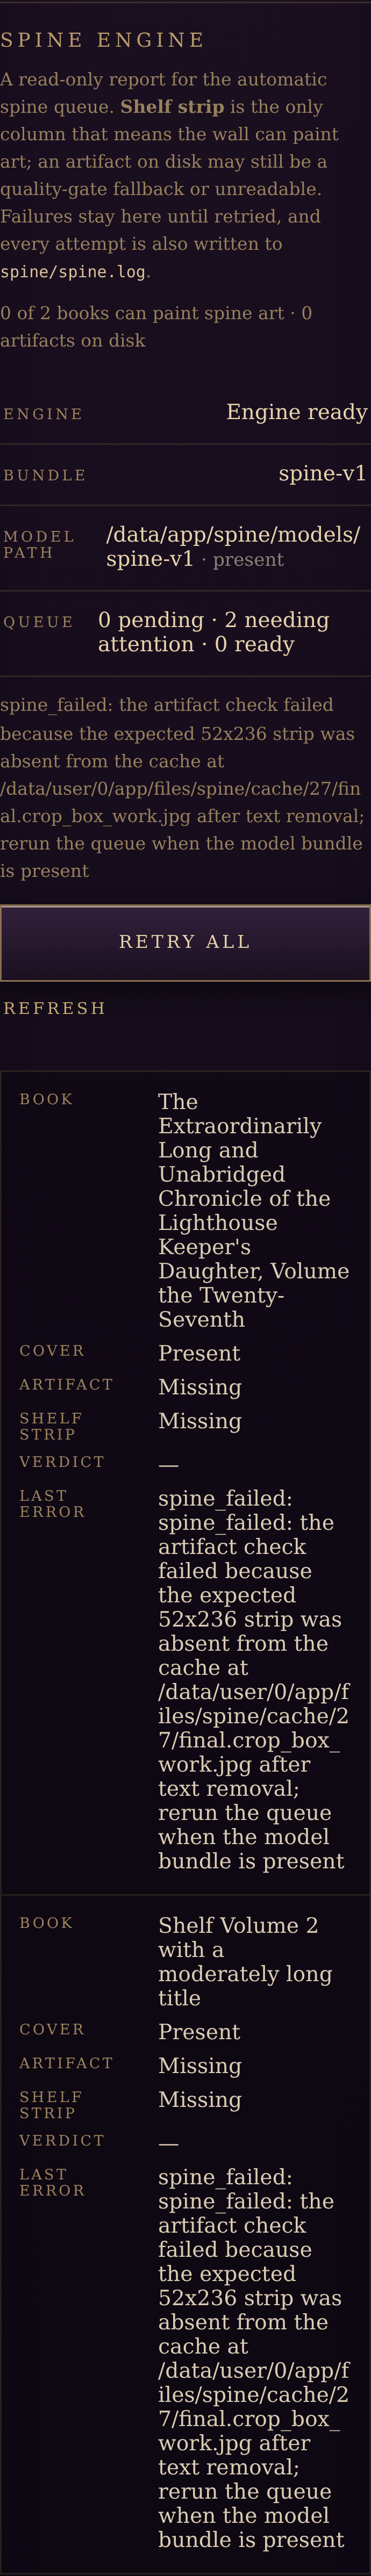 SPINE ENGINE
A read-only report for the automatic
spine queue. Shelf strip is the only
column that means the wall can paint
art; an artifact on disk may still be a
quality-gate fallback or unreadable.
Failures stay here until retried, and
every attempt is also written to
spine/spine.log.
0 of 2 books can paint spine art · 0
artifacts on disk
ENGINE Engine ready
BUNDLE spine-v1
MODEL PATH /data/app/spine/models/
spine-v1 · present
QUEUE 0 pending · 2 needing
attention · 0 ready
spine_failed: the artifact check failed
because the expected 52x236 strip was
absent from the cache at
/data/user/0/app/files/spine/cache/27/fin
al.crop_box_work.jpg after text removal;
rerun the queue when the model bundle
is present
RETRY ALL
REFRESH
BOOK The
Extraordinarily
Long and
Unabridged
Chronicle of the
Lighthouse
Keeper's
Daughter, Volume
the Twenty-
Seventh
COVER Present
ARTIFACT Missing
SHELF STRIP Missing
VERDICT —
LAST ERROR spine_failed:
spine_failed: the
artifact check
failed because
the expected
52x236 strip was
absent from the
cache at
/data/user/0/app/f
iles/spine/cache/2
7/final.crop_box_
work.jpg after
text removal;
rerun the queue
when the model
bundle is present
BOOK Shelf Volume 2
with a
moderately long
title
COVER Present
ARTIFACT Missing
SHELF STRIP Missing
VERDICT —
LAST ERROR spine_failed:
spine_failed: the
artifact check
failed because
the expected
52x236 strip was
absent from the
cache at
/data/user/0/app/f
iles/spine/cache/2
7/final.crop_box_
work.jpg after
text removal;
rerun the queue
when the model
bundle is present